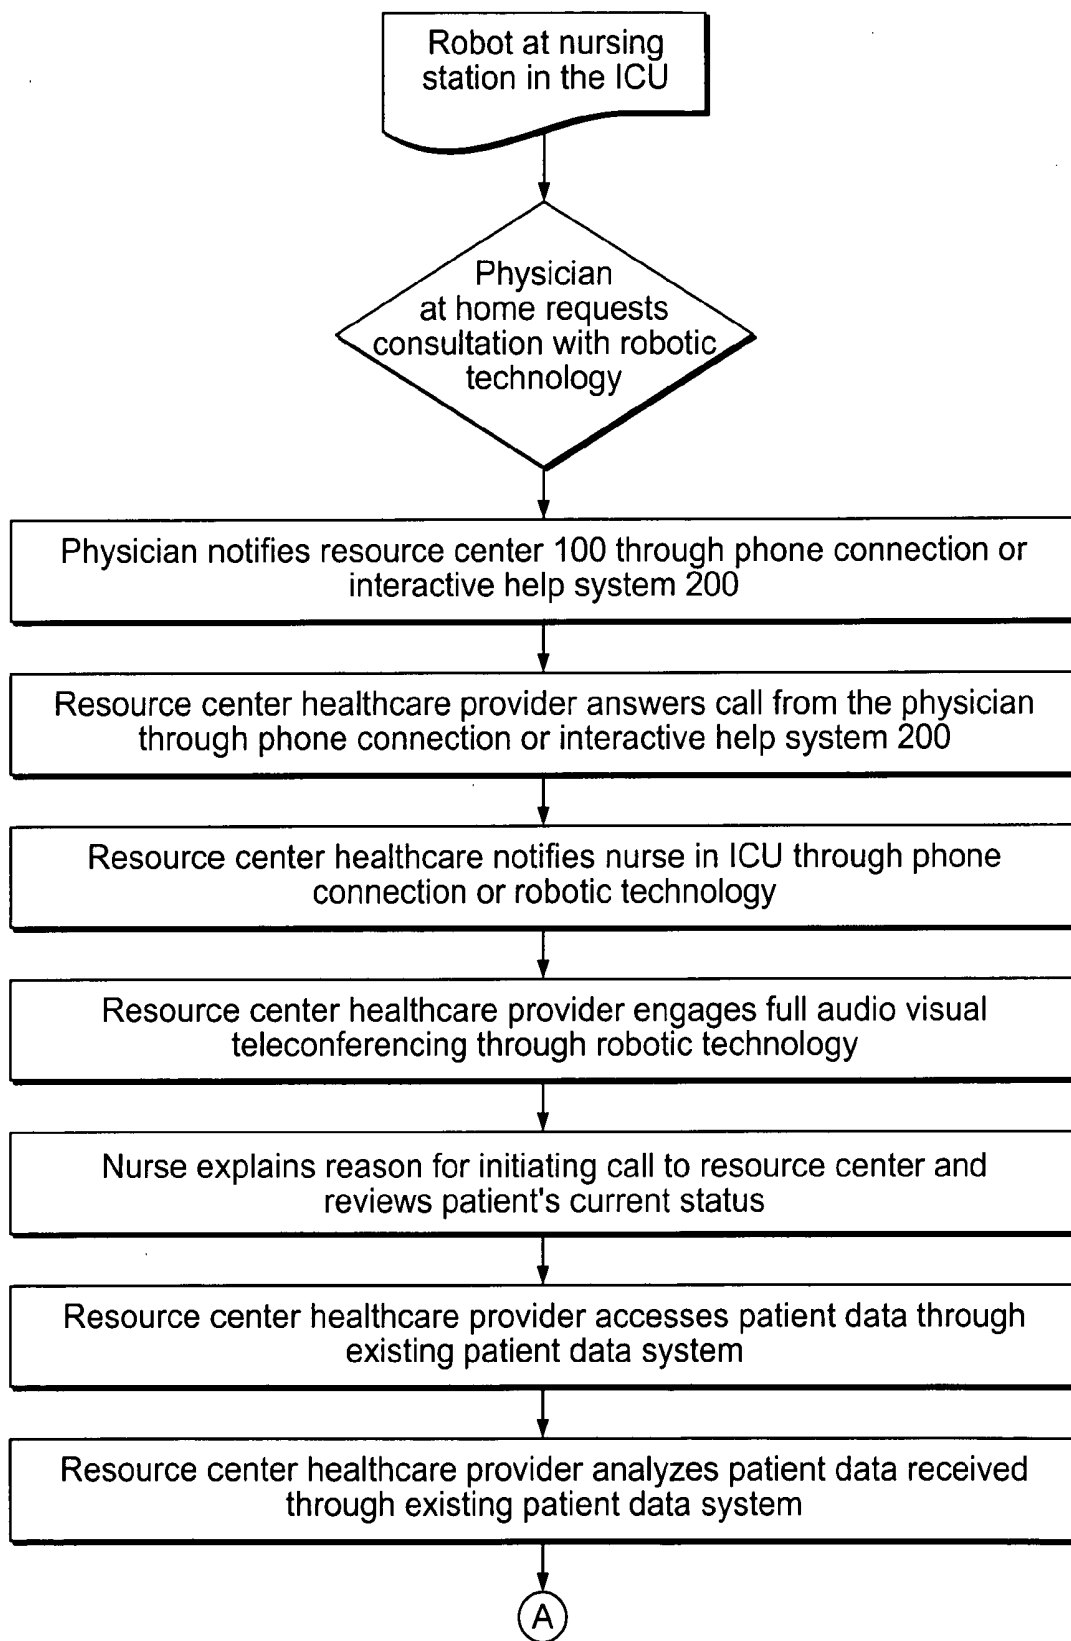 Robot at nursing
station in the ICU
Physician
at home requests
consultation with robotic
technology
Physician notifies resource center 100 through phone connection or
interactive help system 200
Resource center healthcare provider answers call from the physician
through phone connection or interactive help system 200
Resource center healthcare notifies nurse in ICU through phone
connection or robotic technology
Resource center healthcare provider engages full audio visual
teleconferencing through robotic technology
Nurse explains reason for initiating call to resource center and
reviews patient's current status
Resource center healthcare provider accesses patient data through
existing patient data system
Resource center healthcare provider analyzes patient data received
through existing patient data system
A